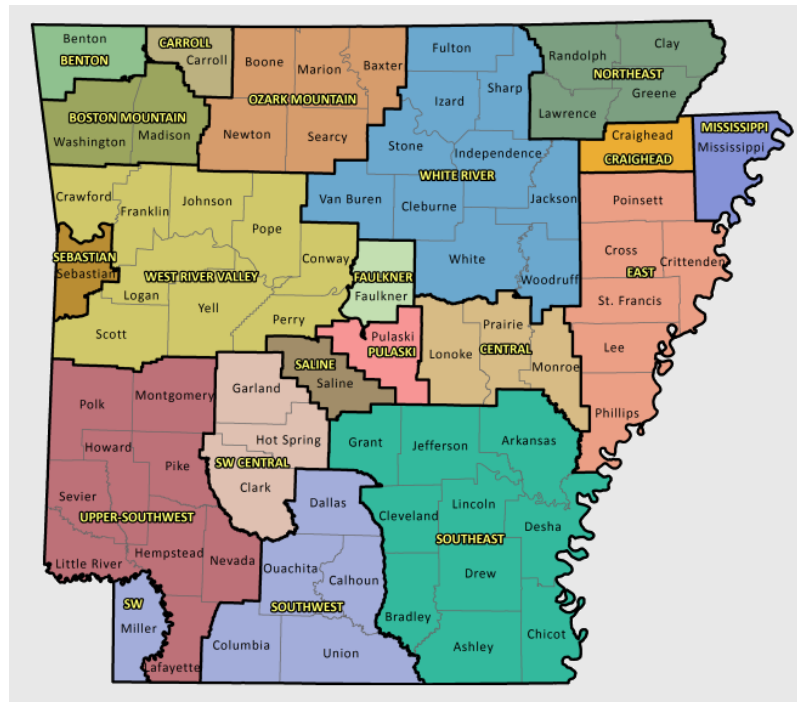 Benton
BENTON
CARROLL
Carroll
Boone
Marion
Baxter
OZARK MOUNTAIN
Newton
Searcy
BOSTON MOUNTAIN
Washington
Madison
Fulton
Sharp
Izard
Stone
Independence
WHITE RIVER
Van Buren
Cleburne
Jackson
White
Woodruff
Randolph
Clay
NORTHEAST
Greene
Lawrence
Craighead
CRAIGHEAD
MISSISSIPPI
Mississippi
Poinsett
Cross
Crittenden
EAST
St. Francis
Lee
Phillips
Crawford
Franklin
Johnson
Pope
Conway
WEST RIVER VALLEY
Logan
Yell
Perry
Scott
SEBASTIAN
Sebastian
FAULKNER
Faulkner
Pulaski
PULASKI
SALINE
Saline
Prairie
CENTRAL
Lonoke
Monroe
Garland
Hot Spring
SW CENTRAL
Clark
Polk
Montgomery
Howard
Pike
Sevier
UPPER-SOUTHWEST
Little River
Hempstead
Nevada
Lafayette
SW
Miller
Dallas
Ouachita
Calhoun
SOUTHWEST
Columbia
Union
Grant
Jefferson
Arkansas
Cleveland
Lincoln
Desha
SOUTHEAST
Drew
Bradley
Ashley
Chicot